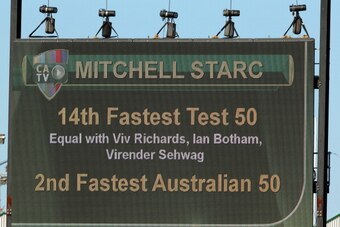 CA
TV
MITCHELL STARC
14th Fastest Test 50
Equal with Viv Richards, Ian Botham,
Virender Sehwag
2nd Fastest Australian 50